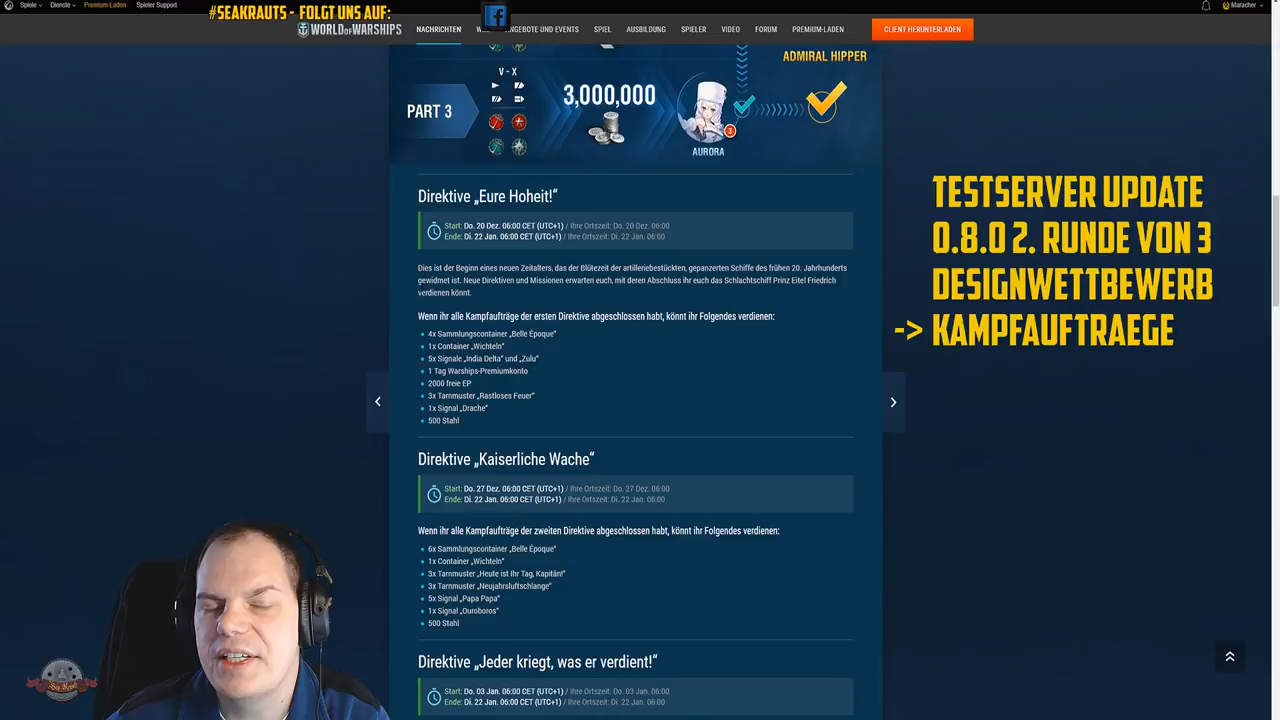 Spiele
Dienste
Premium-Laden
Spieler Support
#SEAKRAUTS - FOLGT UNS AUF:
Maracher
WORLD OF WARSHIPS
NACHRICHTEN
ANGEBOTE UND EVENTS
SPIEL
AUSBILDUNG
SPIELER
VIDEO
FORUM
PREMIUM-LADEN
CLIENT HERUNTERLADEN
ADMIRAL HIPPER
V - X
PART 3
3,000,000
3
AURORA
Direktive „Eure Hoheit!“
Start: Do. 20 Dez. 06:00 CET (UTC+1) / Ihre Ortszeit: Do. 20 Dez. 06:00
Ende: Di. 22 Jan. 06:00 CET (UTC+1) / Ihre Ortszeit: Di. 22 Jan. 06:00
Dies ist der Beginn eines neuen Zeitalters, das der Blütezeit der artilleriebestückten, gepanzerten Schiffe des frühen 20. Jahrhunderts
gewidmet ist. Neue Direktiven und Missionen erwarten euch, mit deren Abschluss ihr euch das Schlachtschiff Prinz Eitel Friedrich
verdienen könnt.
Wenn ihr alle Kampfaufträge der ersten Direktive abgeschlossen habt, könnt ihr Folgendes verdienen:
4x Sammlungscontainer „Belle Époque“
1x Container „Wichteln“
5x Signale „India Delta“ und „Zulu“
1 Tag Warships-Premiumkonto
2000 freie EP
3x Tarnmuster „Rastloses Feuer“
1x Signal „Drache“
500 Stahl
Direktive „Kaiserliche Wache“
Start: Do. 27 Dez. 06:00 CET (UTC+1) / Ihre Ortszeit: Do. 27 Dez. 06:00
Ende: Di. 22 Jan. 06:00 CET (UTC+1) / Ihre Ortszeit: Di. 22 Jan. 06:00
Wenn ihr alle Kampfaufträge der zweiten Direktive abgeschlossen habt, könnt ihr Folgendes verdienen:
6x Sammlungscontainer „Belle Époque“
1x Container „Wichteln“
3x Tarnmuster „Heute ist Ihr Tag, Kapitän!“
3x Tarnmuster „Neujahrsluftschlange“
5x Signal „Papa Papa“
1x Signal „Ouroboros“
500 Stahl
Direktive „Jeder kriegt, was er verdient!“
Start: Do. 03 Jan. 06:00 CET (UTC+1) / Ihre Ortszeit: Do. 03 Jan. 06:00
Ende: Di. 22 Jan. 06:00 CET (UTC+1) / Ihre Ortszeit: Di. 22 Jan. 06:00
TESTSERVER UPDATE
0.8.0 2. RUNDE VON 3
DESIGNWETTBEWERB
-> KAMPFAUFTRAEGE